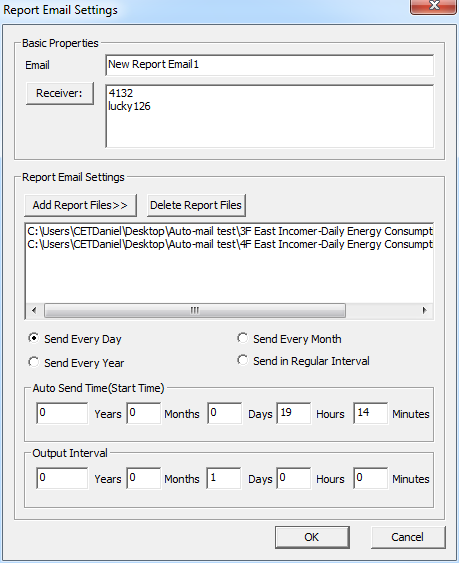 Report Email Settings
Basic Properties
Email
New Report Email1
Receiver:
4132
lucky126
Report Email Settings
Add Report Files>> Delete Report Files
C:\Users\CETDaniel\Desktop\Auto-mail test\3F East Incomer-Daily Energy Consumpt
C:\Users\CETDaniel\Desktop\Auto-mail test\4F East Incomer-Daily Energy Consumpt
Send Every Day Send Every Month
Send Every Year Send in Regular Interval
Auto Send Time(Start Time)
0 Years 0 Months 0 Days 19 Hours 14 Minutes
Output Interval
0 Years 0 Months 1 Days 0 Hours 0 Minutes
OK Cancel